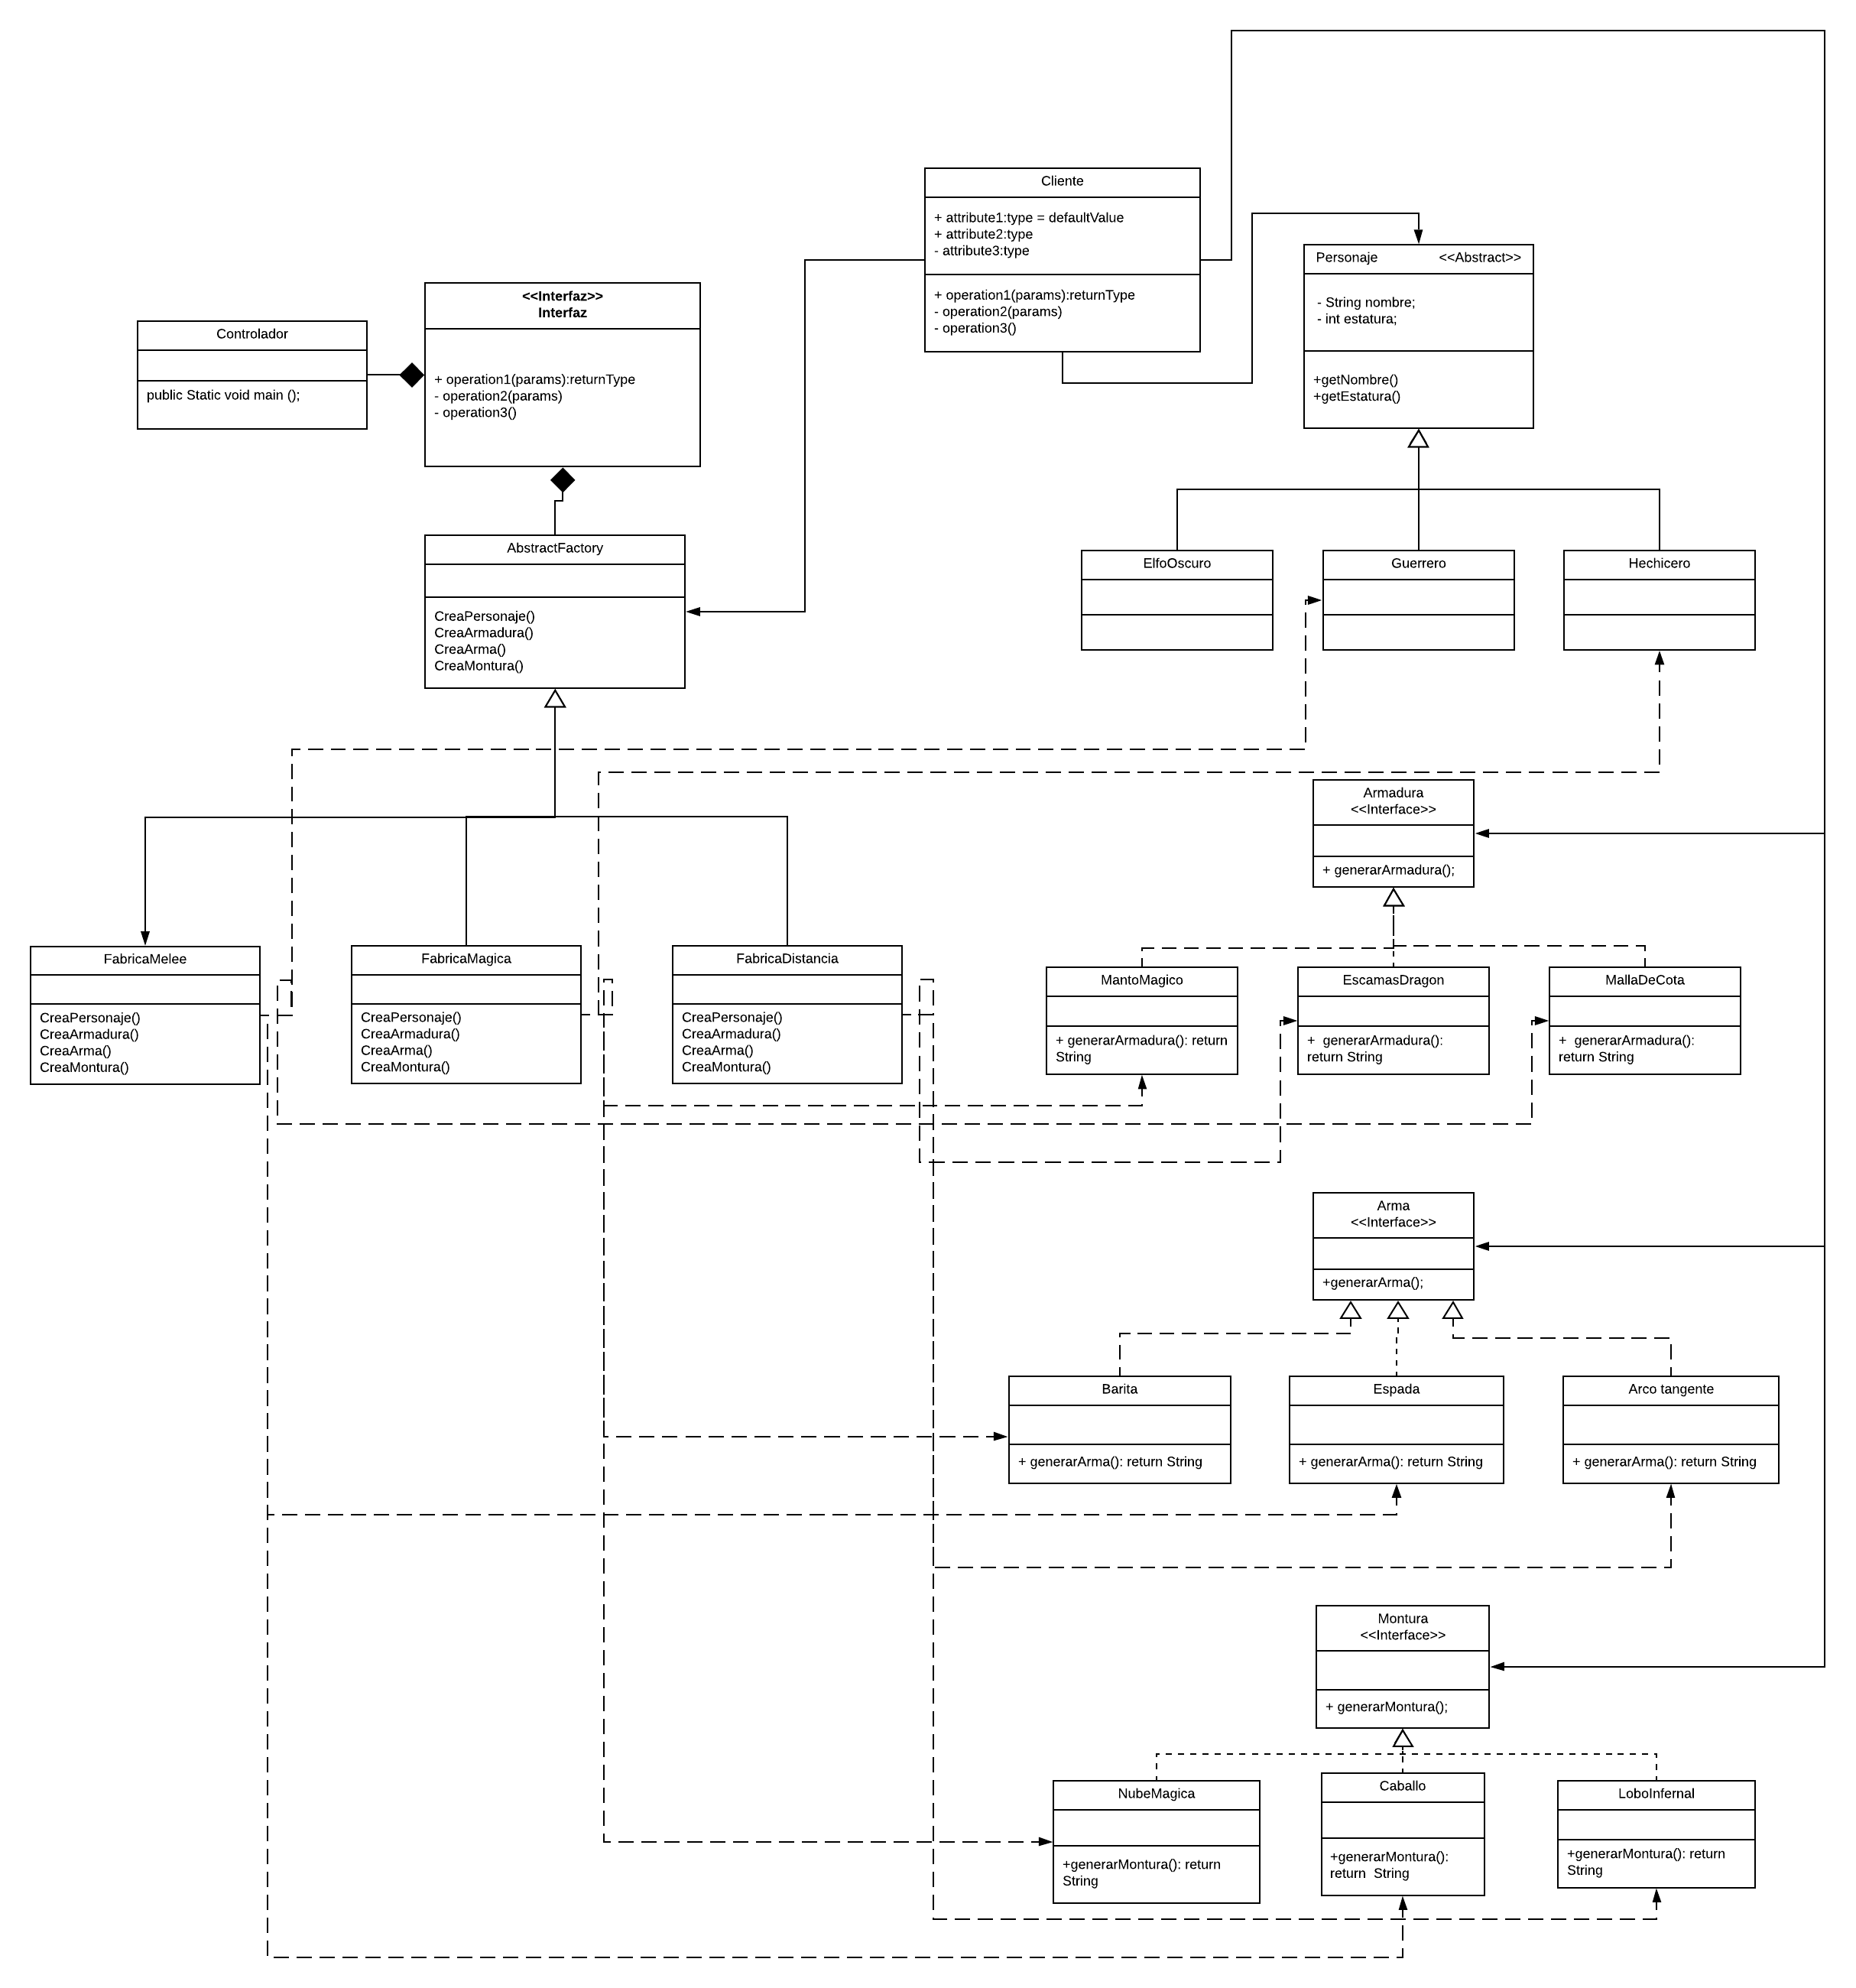 Cliente
+ attribute1:type = defaultValue
+ attribute2:type
- attribute3:type
+ operation1(params):returnType
- operation2(params)
- operation3()
Personaje <<Abstract>>
- String nombre;
- int estatura;
+getNombre()
+getEstatura()
<<Interfaz>>
Interfaz
+ operation1(params):returnType
- operation2(params)
- operation3()
Controlador
public Static void main ();
AbstractFactory
CreaPersonaje()
CreaArmadura()
CreaArma()
CreaMontura()
ElfoOscuro
Guerrero
Hechicero
Armadura
<<Interface>>
+ generarArmadura();
FabricaMelee
CreaPersonaje()
CreaArmadura()
CreaArma()
CreaMontura()
FabricaMagica
CreaPersonaje()
CreaArmadura()
CreaArma()
CreaMontura()
FabricaDistancia
CreaPersonaje()
CreaArmadura()
CreaArma()
CreaMontura()
MantoMagico
+ generarArmadura(): return
String
EscamasDragon
+  generarArmadura():
return String
MallaDeCota
+  generarArmadura():
return String
Arma
<<Interface>>
+generarArma();
Barita
+ generarArma(): return String
Espada
+ generarArma(): return String
Arco tangente
+ generarArma(): return String
Montura
<<Interface>>
+ generarMontura();
NubeMagica
+generarMontura(): return
String
Caballo
+generarMontura():
return  String
LoboInfernal
+generarMontura(): return
String